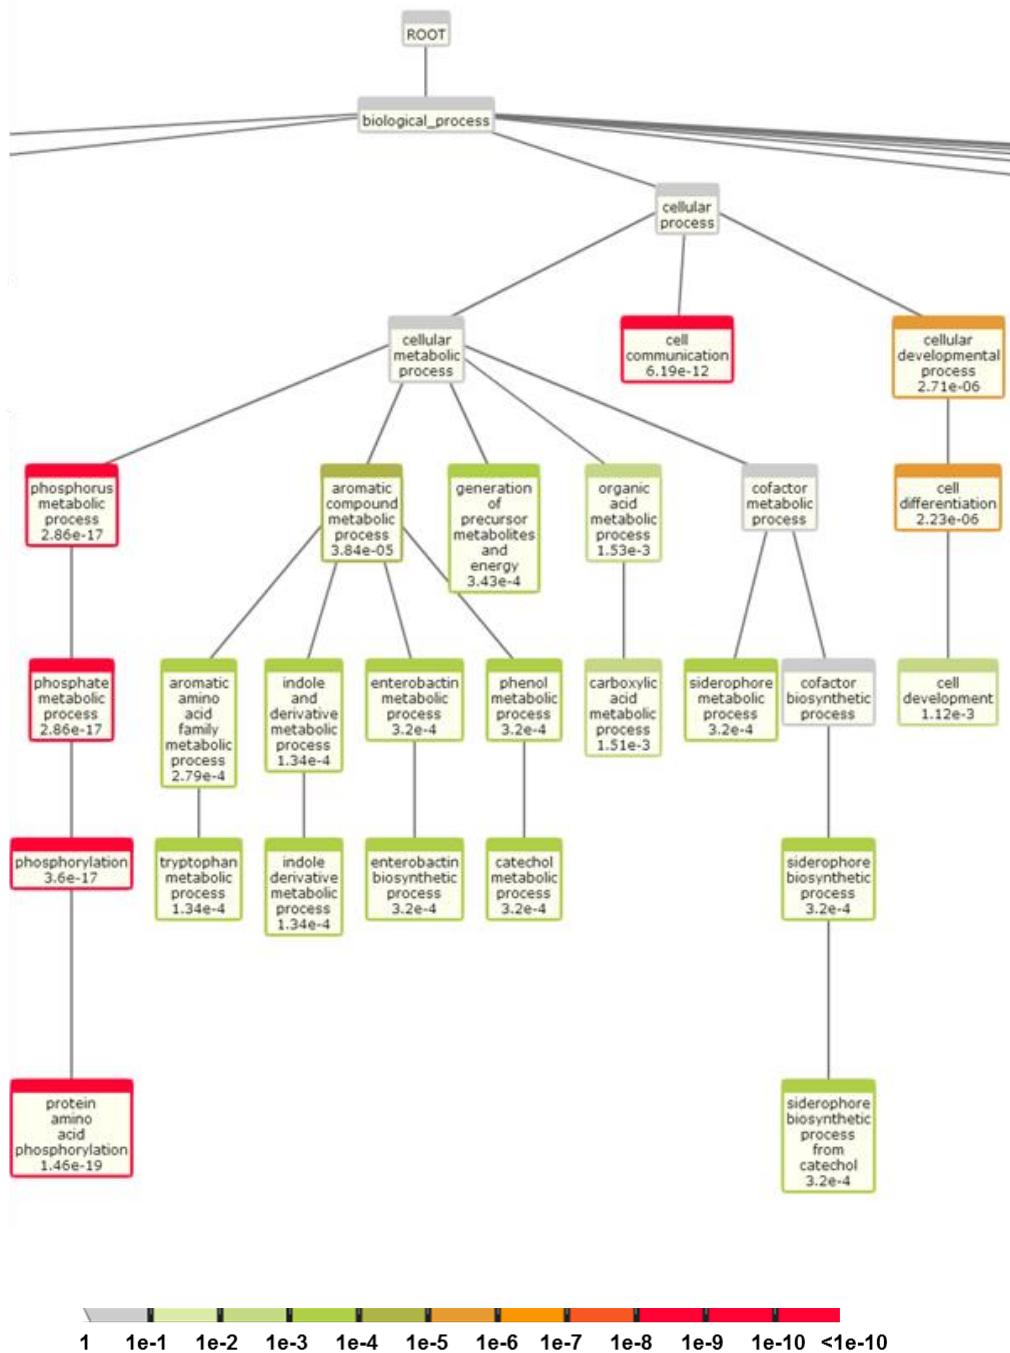 ROOT
biological_process
cellular
process
cellular
metabolic
process
cell
communication
6.19e-12
cellular
developmental
process
2.71e-06
phosphorus
metabolic
process
2.86e-17
aromatic
compound
metabolic
process
3.84e-05
generation
of
precursor
metabolites
and
energy
3.43e-4
organic
acid
metabolic
process
1.53e-3
cofactor
metabolic
process
cell
differentiation
2.23e-06
phosphate
metabolic
process
2.86e-17
aromatic
amino
acid
family
metabolic
process
2.79e-4
indole
and
derivative
metabolic
process
1.34e-4
enterobactin
metabolic
process
3.2e-4
phenol
metabolic
process
3.2e-4
carboxylic
acid
metabolic
process
1.51e-3
siderophore
metabolic
process
3.2e-4
cofactor
biosynthetic
process
cell
development
1.12e-3
phosphorylation
3.6e-17
tryptophan
metabolic
process
1.34e-4
indole
derivative
metabolic
process
1.34e-4
enterobactin
biosynthetic
process
3.2e-4
catechol
metabolic
process
3.2e-4
siderophore
biosynthetic
process
3.2e-4
protein
amino
acid
phosphorylation
1.46e-19
siderophore
biosynthetic
process
from
catechol
3.2e-4
1 1e-1 1e-2 1e-3 1e-4 1e-5 1e-6 1e-7 1e-8 1e-9 1e-10 <1e-10